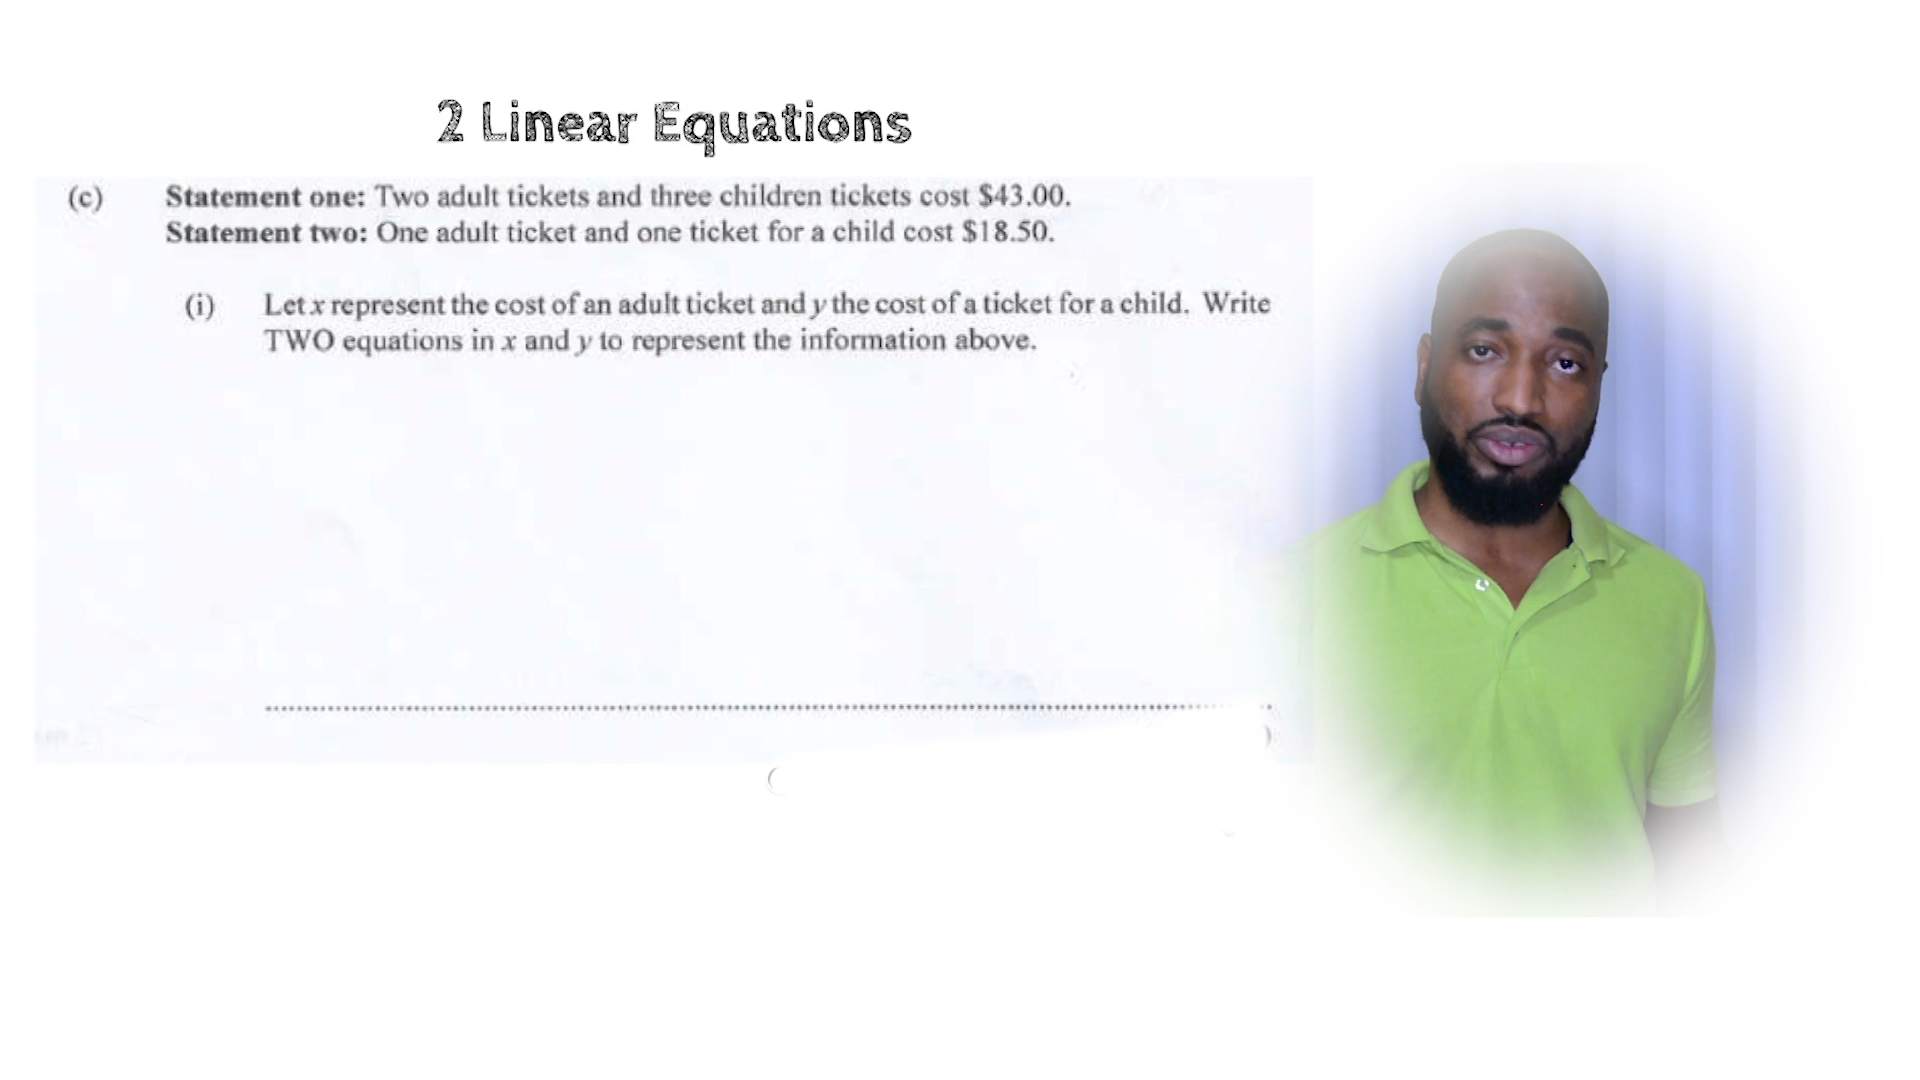 2 Linear Equations
(c) Statement one: Two adult tickets and three children tickets cost $43.00.
Statement two: One adult ticket and one ticket for a child cost $18.50.
(i) Let x represent the cost of an adult ticket and y the cost of a ticket for a child. Write
TWO equations in x and y to represent the information above.